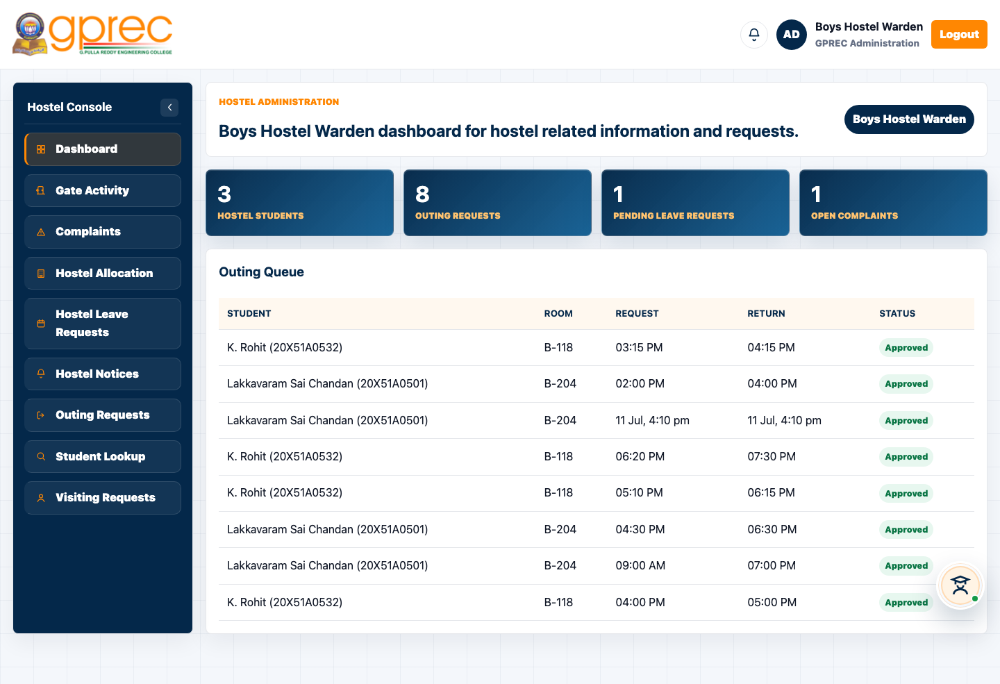 gprec
G.PULLA REDDY ENGINEERING COLLEGE
AD
Boys Hostel Warden
GPREC Administration
Logout
Hostel Console
Dashboard
Gate Activity
Complaints
Hostel Allocation
Hostel Leave
Requests
Hostel Notices
Outing Requests
Student Lookup
Visiting Requests
HOSTEL ADMINISTRATION
Boys Hostel Warden dashboard for hostel related information and requests.
Boys Hostel Warden
3
HOSTEL STUDENTS
8
OUTING REQUESTS
1
PENDING LEAVE REQUESTS
1
OPEN COMPLAINTS
Outing Queue
STUDENT ROOM REQUEST RETURN STATUS
K. Rohit (20X51A0532) B-118 03:15 PM 04:15 PM Approved
Lakkavaram Sai Chandan (20X51A0501) B-204 02:00 PM 04:00 PM Approved
Lakkavaram Sai Chandan (20X51A0501) B-204 11 Jul, 4:10 pm 11 Jul, 4:10 pm Approved
K. Rohit (20X51A0532) B-118 06:20 PM 07:30 PM Approved
K. Rohit (20X51A0532) B-118 05:10 PM 06:15 PM Approved
Lakkavaram Sai Chandan (20X51A0501) B-204 04:30 PM 06:30 PM Approved
Lakkavaram Sai Chandan (20X51A0501) B-204 09:00 AM 07:00 PM Approved
K. Rohit (20X51A0532) B-118 04:00 PM 05:00 PM Approved